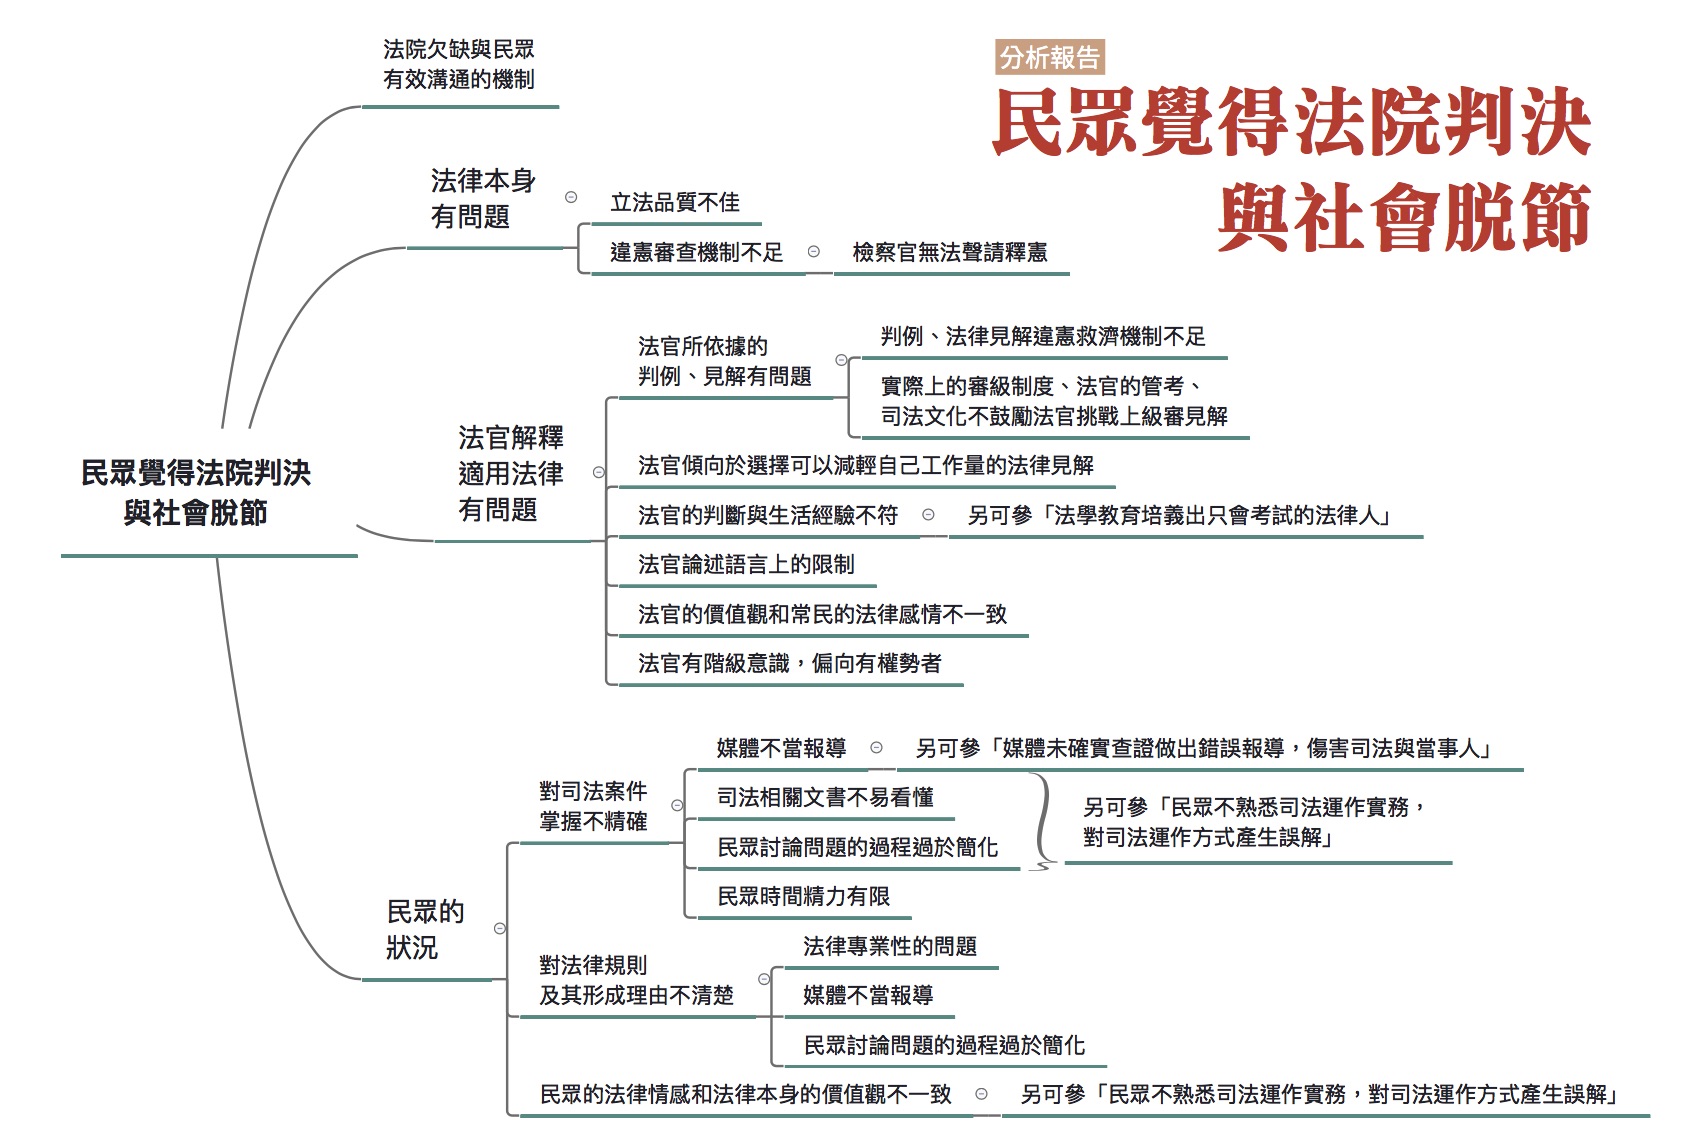 分析報告
民眾覺得法院判決
與社會脫節
民眾覺得法院判決
與社會脫節
法院欠缺與民眾
有效溝通的機制
法律本身
有問題
立法品質不佳
違憲審查機制不足
檢察官無法聲請釋憲
法官解釋
適用法律
有問題
法官所依據的
判例、見解有問題
判例、法律見解違憲救濟機制不足
實際上的審級制度、法官的管考、
司法文化不鼓勵法官挑戰上級審見解
法官傾向於選擇可以減輕自己工作量的法律見解
法官的判斷與生活經驗不符
另可參「法學教育培義出只會考試的法律人」
法官論述語言上的限制
法官的價值觀和常民的法律感情不一致
法官有階級意識，偏向有權勢者
民眾的
狀況
對司法案件
掌握不精確
媒體不當報導
另可參「媒體未確實查證做出錯誤報導，傷害司法與當事人」
司法相關文書不易看懂
民眾討論問題的過程過於簡化
另可參「民眾不熟悉司法運作實務，
對司法運作方式產生誤解」
民眾時間精力有限
對法律規則
及其形成理由不清楚
法律專業性的問題
媒體不當報導
民眾討論問題的過程過於簡化
民眾的法律情感和法律本身的價值觀不一致
另可參「民眾不熟悉司法運作實務，對司法運作方式產生誤解」